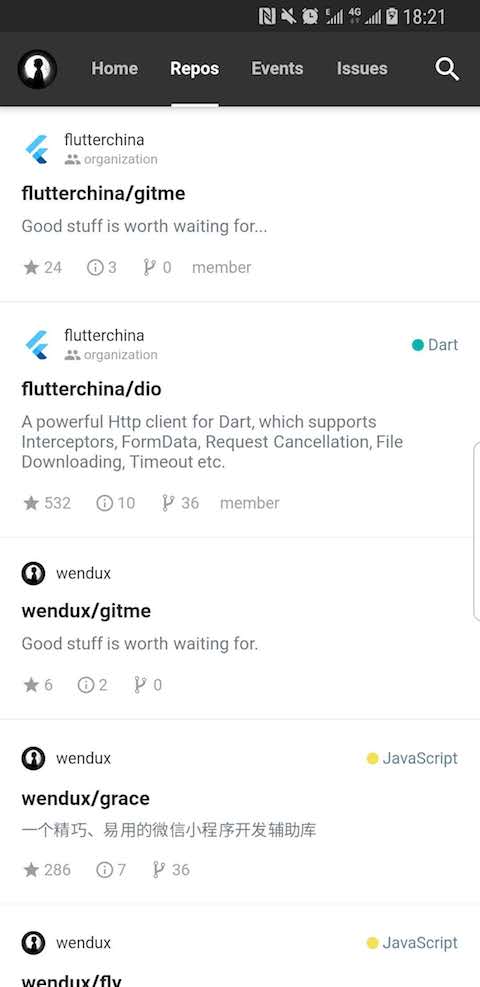 E 4G 18:21
Home Repos Events Issues
flutterchina
organization
flutterchina/gitme
Good stuff is worth waiting for...
24 3 0 member
flutterchina Dart
organization
flutterchina/dio
A powerful Http client for Dart, which supports
Interceptors, FormData, Request Cancellation, File
Downloading, Timeout etc.
532 10 36 member
wendux
wendux/gitme
Good stuff is worth waiting for.
6 2 0
wendux JavaScript
wendux/grace
一个精巧、易用的微信小程序开发辅助库
286 7 36
wendux JavaScript
wendux/fly